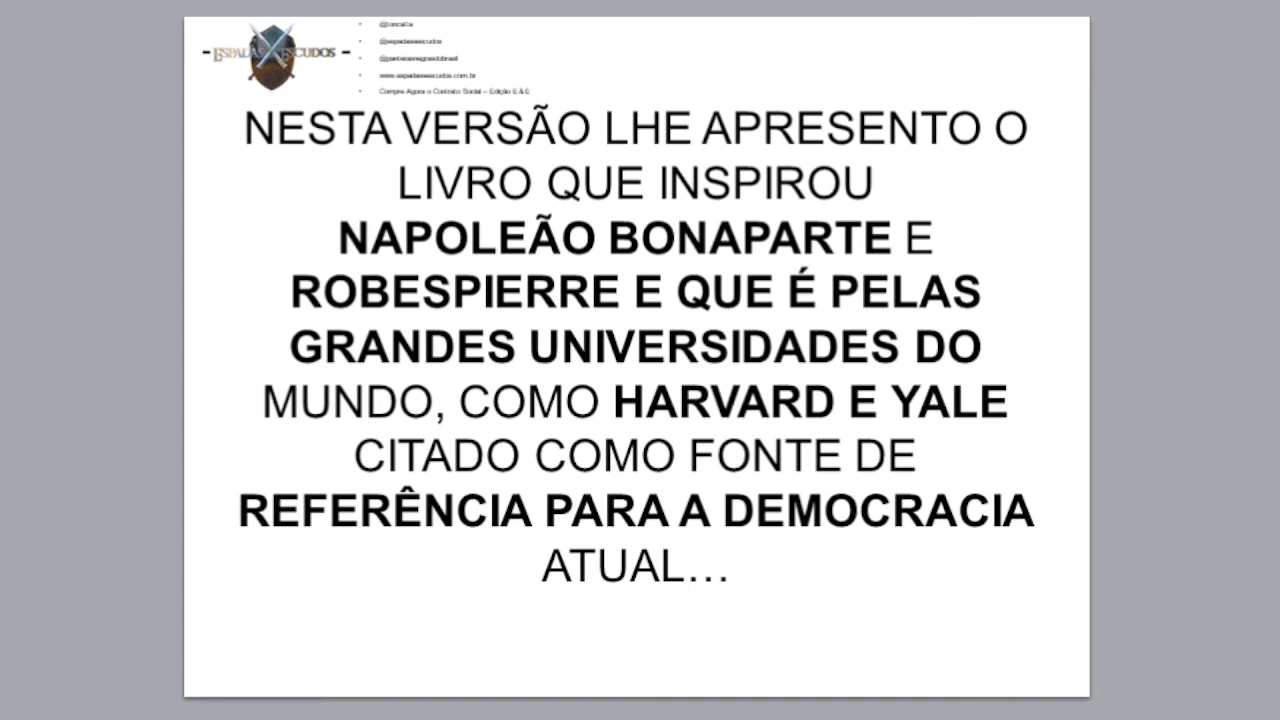 ESPADAS ESCUDOS
@joncarlla
@espadaseescudos
@panterasnegrasdobrasil
www.espadaseescudos.com.br
Compre Agora o Contrato Social – Edição E & E
NESTA VERSÃO LHE APRESENTO O
LIVRO QUE INSPIROU
NAPOLEÃO BONAPARTE E
ROBESPIERRE E QUE É PELAS
GRANDES UNIVERSIDADES DO
MUNDO, COMO HARVARD E YALE
CITADO COMO FONTE DE
REFERÊNCIA PARA A DEMOCRACIA
ATUAL…